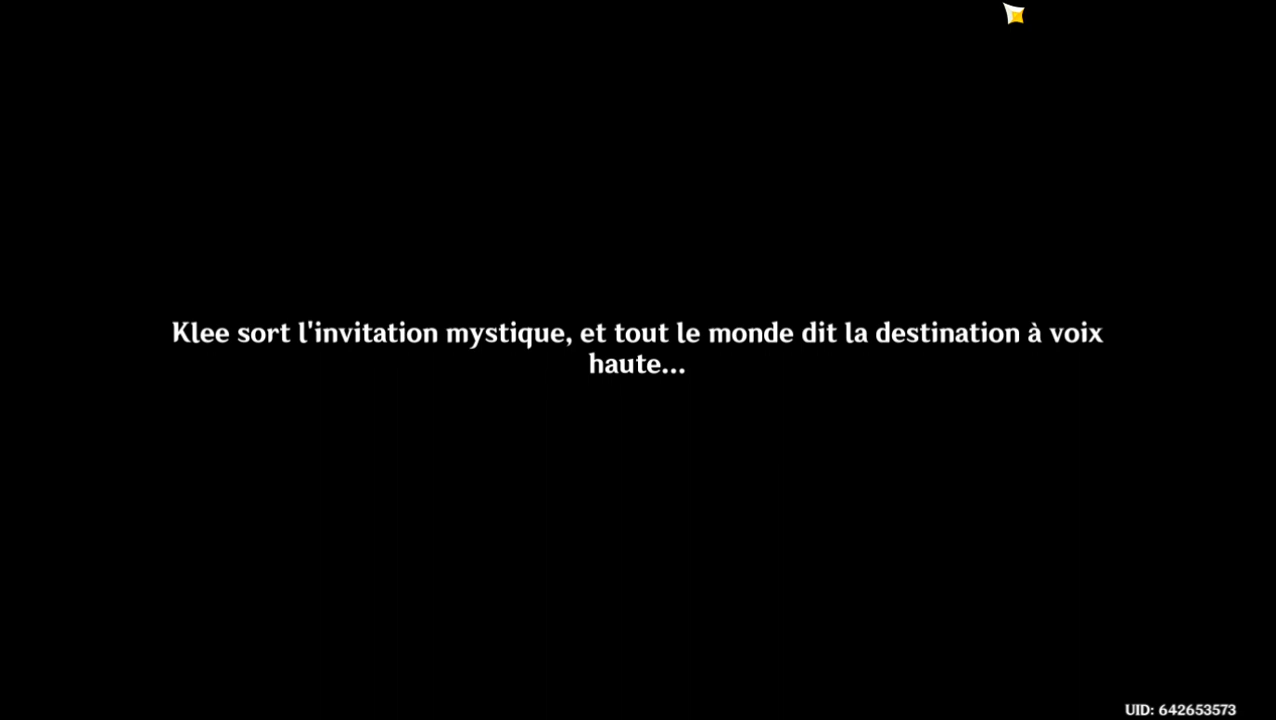 Klee sort l'invitation mystique, et tout le monde dit la destination à voix
haute...
UID: 642653573